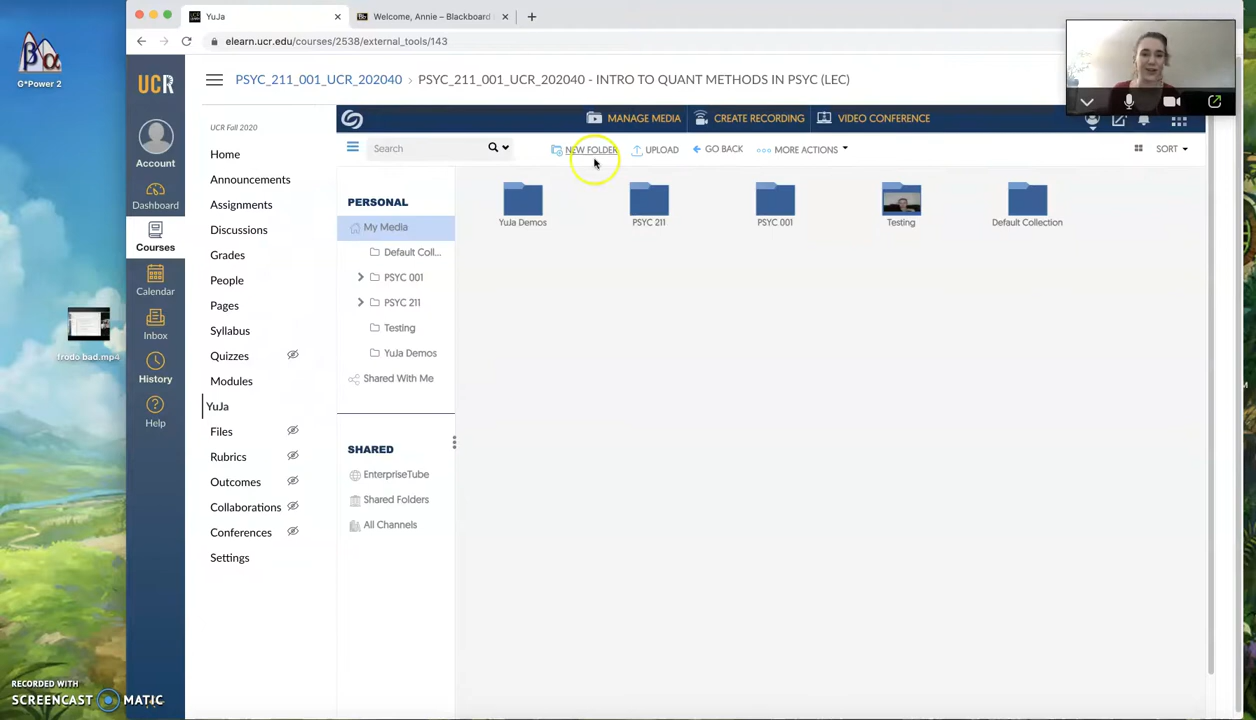 YuJa
Welcome, Annie – Blackboard
elearn.ucr.edu/courses/2538/external_tools/143
G*Power 2
UCR
PSYC_211_001_UCR_202040
PSYC_211_001_UCR_202040 - INTRO TO QUANT METHODS IN PSYC (LEC)
UCR Fall 2020
MANAGE MEDIA
CREATE RECORDING
VIDEO CONFERENCE
Search
NEW FOLDER
UPLOAD
GO BACK
MORE ACTIONS
SORT
Account
Dashboard
Courses
Calendar
Inbox
History
Help
Home
Announcements
Assignments
Discussions
Grades
People
Pages
Syllabus
Quizzes
Modules
YuJa
Files
Rubrics
Outcomes
Collaborations
Conferences
Settings
PERSONAL
My Media
Default Coll...
PSYC 001
PSYC 211
Testing
YuJa Demos
Shared With Me
SHARED
EnterpriseTube
Shared Folders
All Channels
YuJa Demos
PSYC 211
PSYC 001
Testing
Default Collection
frodo bad.mp4
RECORDED WITH
SCREENCAST MATIC